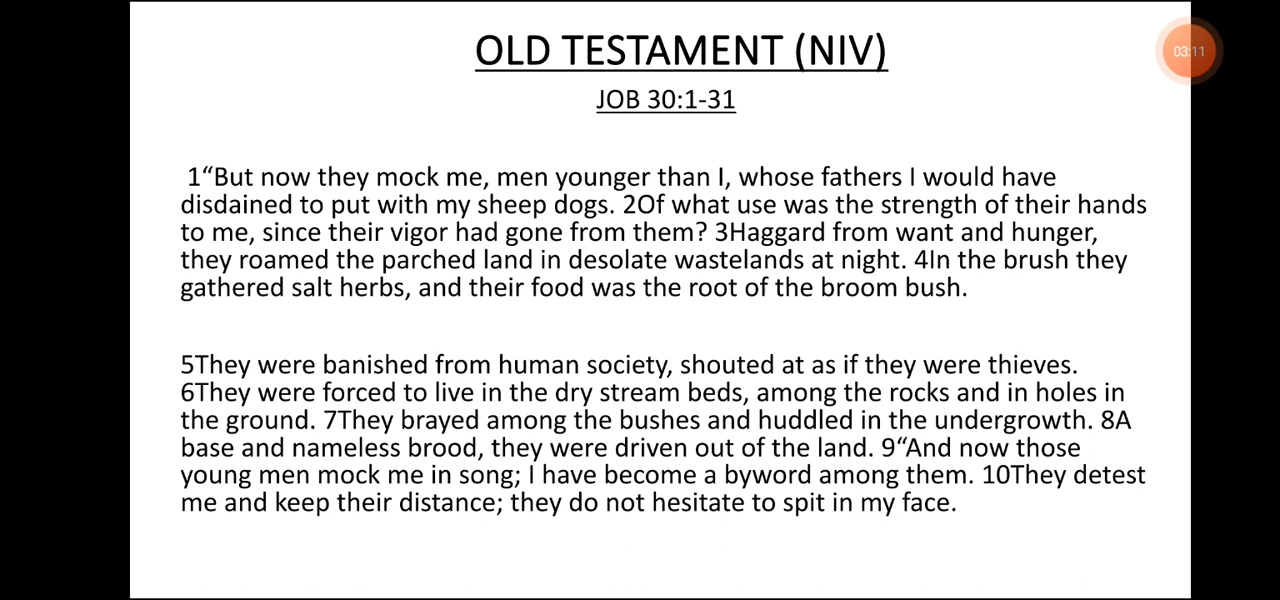 OLD TESTAMENT (NIV)
03:11
JOB 30:1-31
1“But now they mock me, men younger than I, whose fathers I would have
disdained to put with my sheep dogs. 2Of what use was the strength of their hands
to me, since their vigor had gone from them? 3Haggard from want and hunger,
they roamed the parched land in desolate wastelands at night. 4In the brush they
gathered salt herbs, and their food was the root of the broom bush.
5They were banished from human society, shouted at as if they were thieves.
6They were forced to live in the dry stream beds, among the rocks and in holes in
the ground. 7They brayed among the bushes and huddled in the undergrowth. 8A
base and nameless brood, they were driven out of the land. 9“And now those
young men mock me in song; I have become a byword among them. 10They detest
me and keep their distance; they do not hesitate to spit in my face.